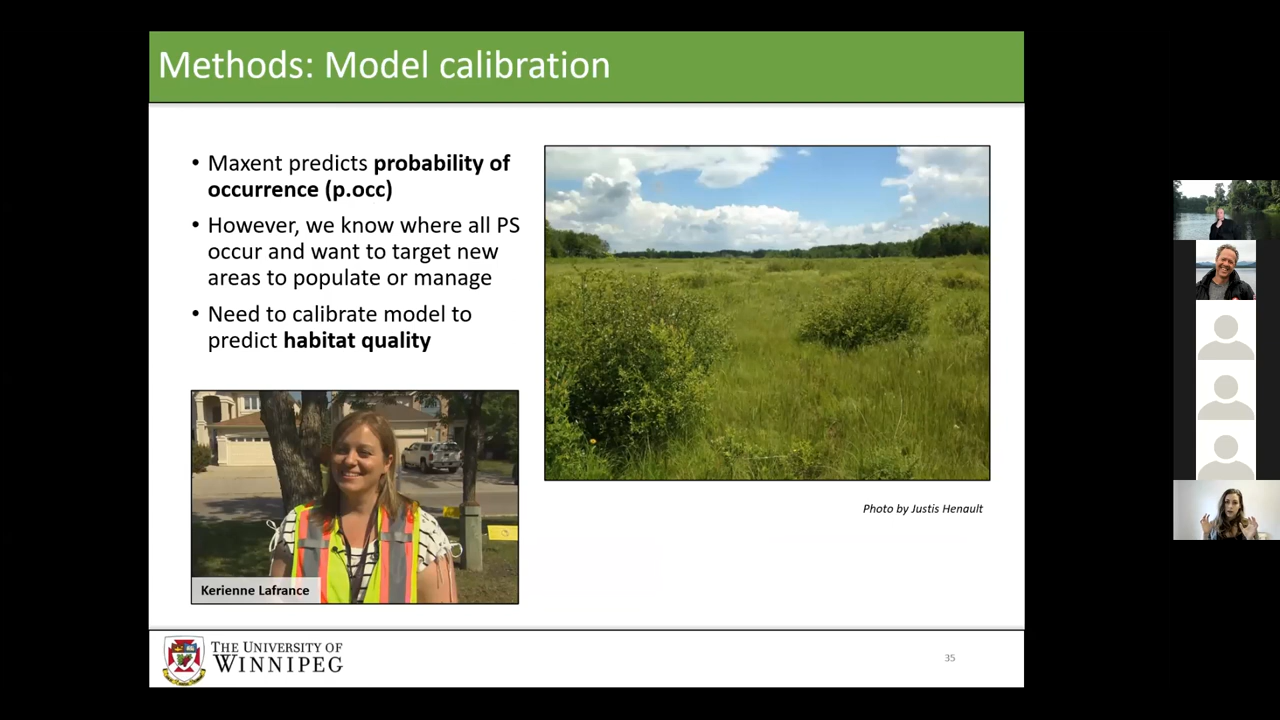 Methods: Model calibration
• Maxent predicts probability of
occurrence (p.occ)
• However, we know where all PS
occur and want to target new
areas to populate or manage
• Need to calibrate model to
predict habitat quality
Photo by Justis Henault
Kerienne Lafrance
THE UNIVERSITY OF
WINNIPEG
35